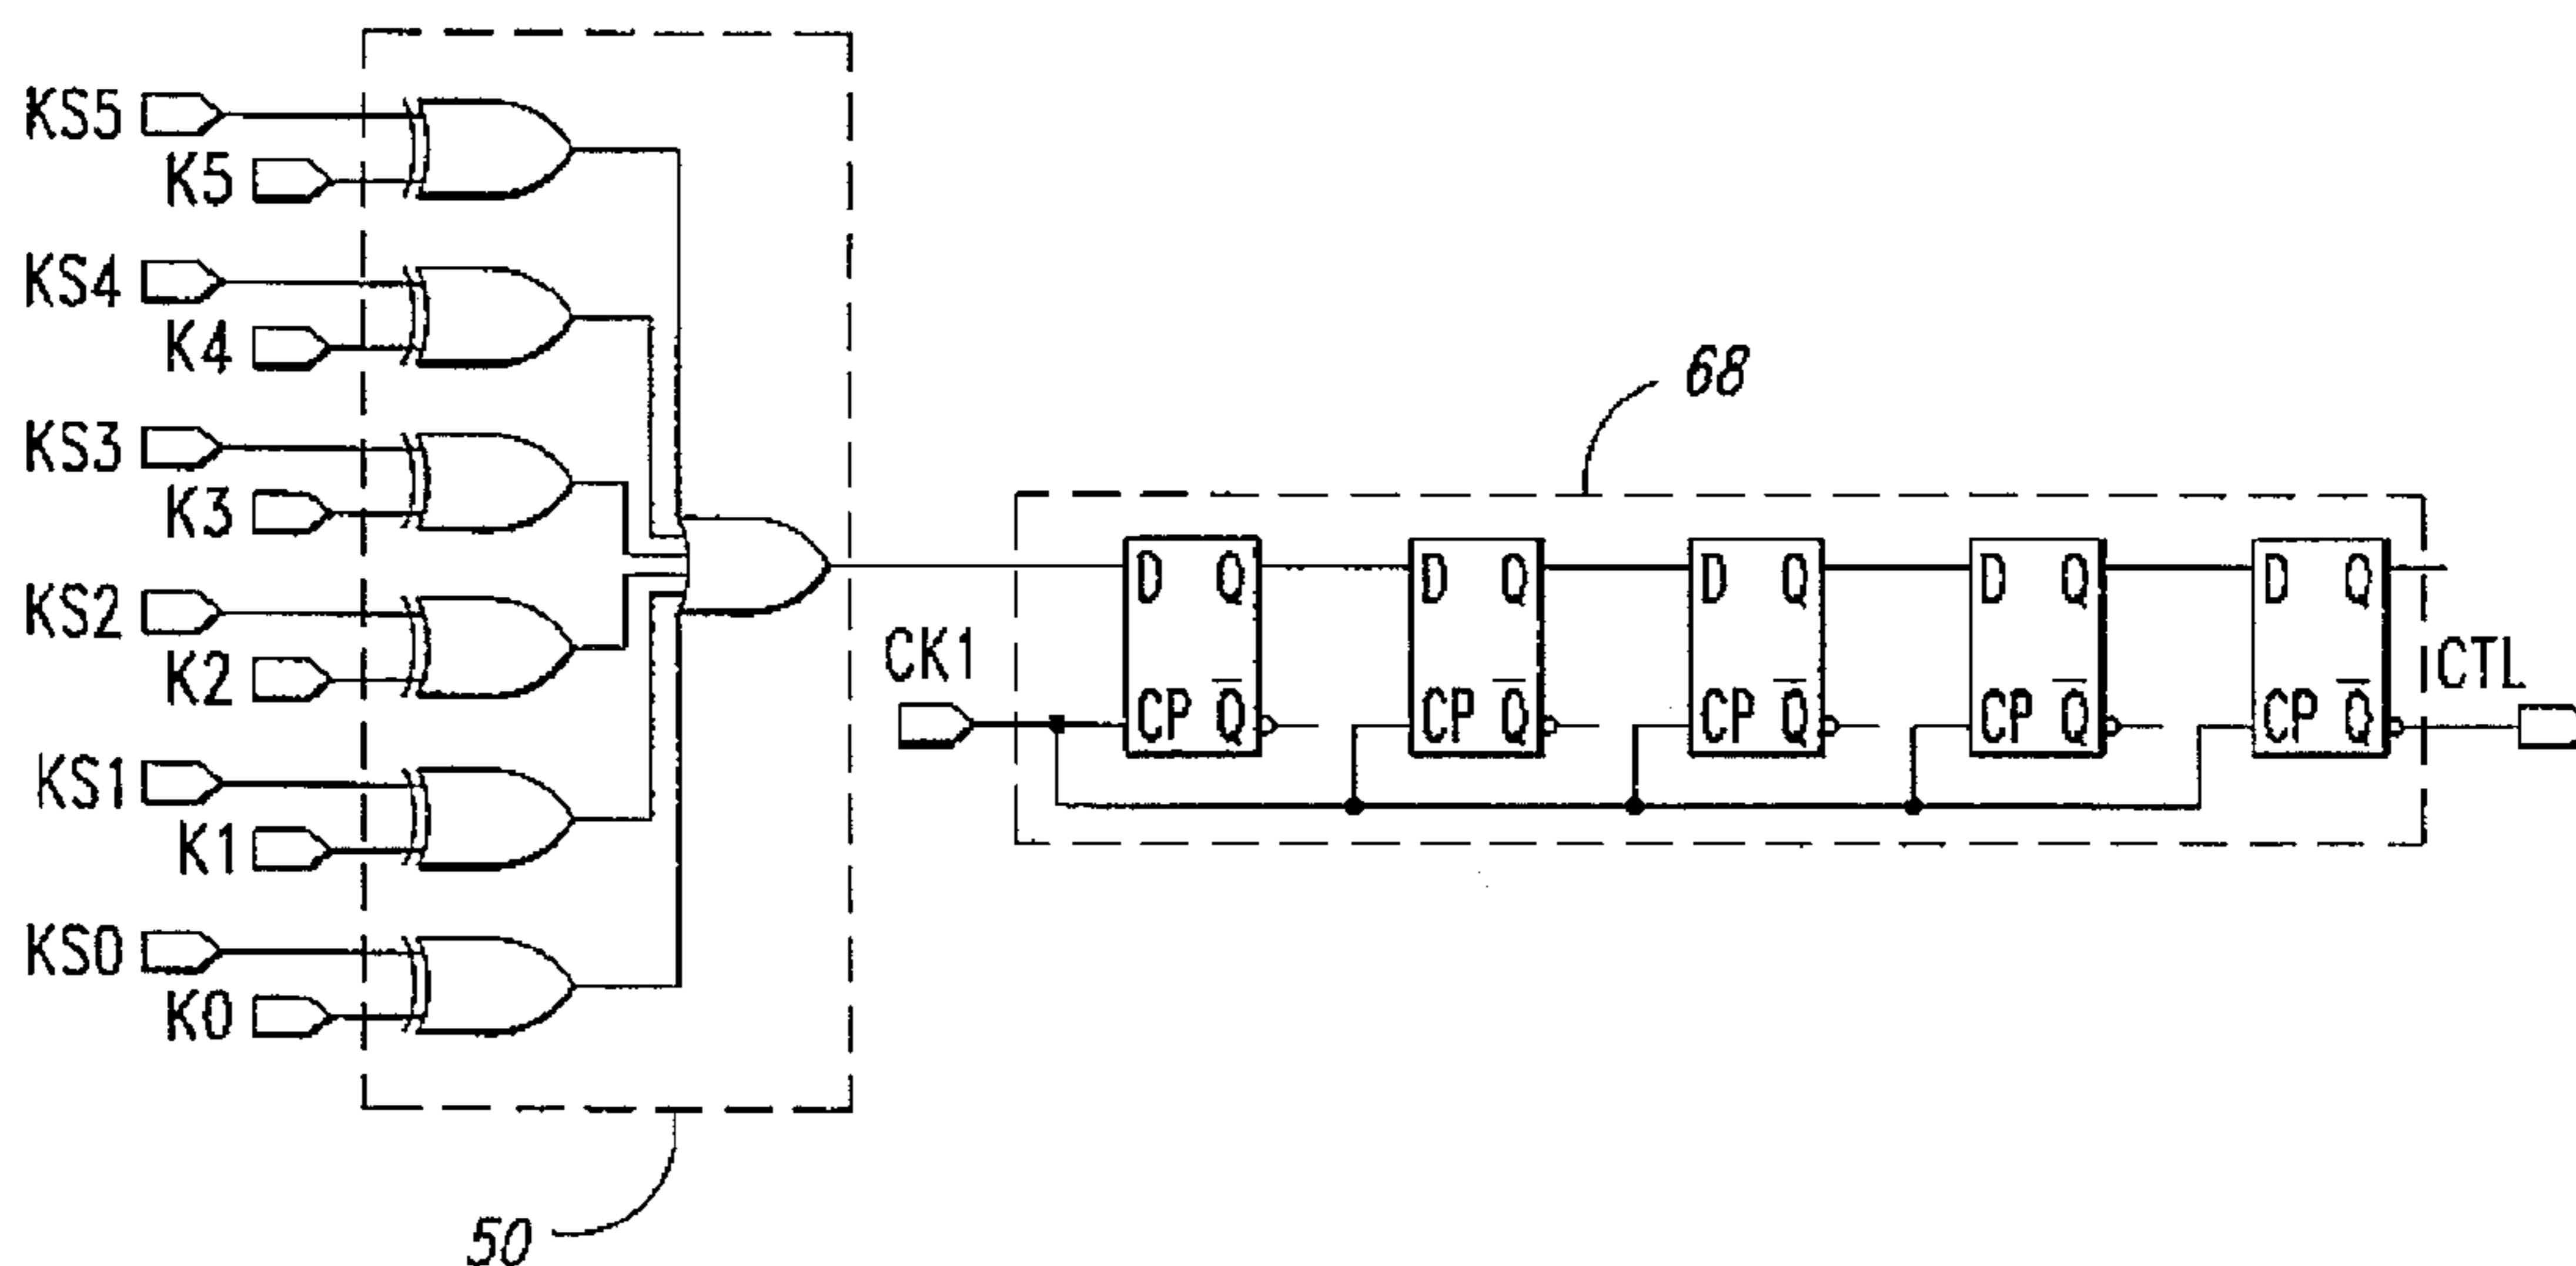 KS5
K5
KS4
K4
KS3
K3
KS2
K2
KS1
K1
KS0
K0
50
68
CK1
D Q
CP Q̅
D Q
CP Q̅
D Q
CP Q̅
D Q
CP Q̅
D Q
CP Q̅
CTL